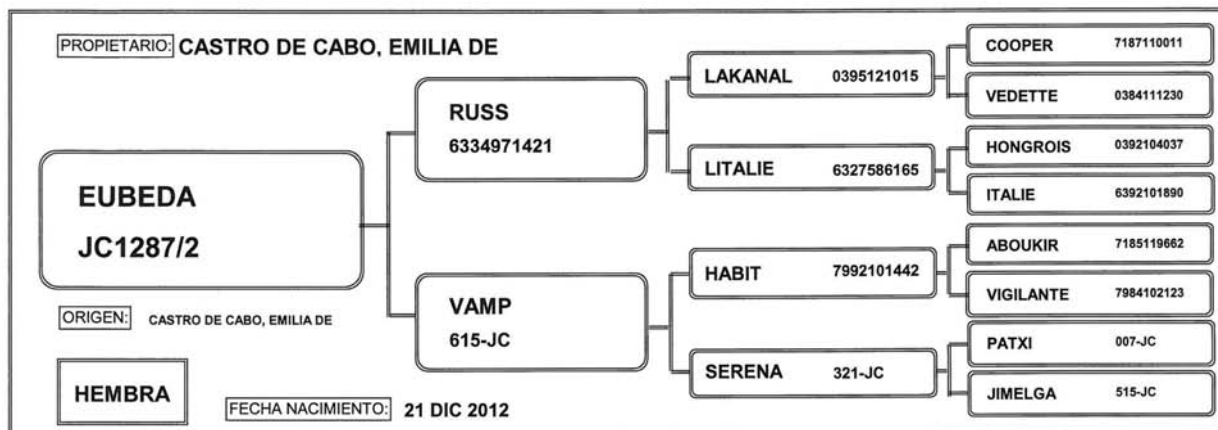 PROPIETARIO: CASTRO DE CABO, EMILIA DE
EUBEDA
JC1287/2
ORIGEN: CASTRO DE CABO, EMILIA DE
HEMBRA
FECHA NACIMIENTO: 21 DIC 2012
RUSS
6334971421
VAMP
615-JC
LAKANAL 0395121015
LITALIE 6327586165
HABIT 7992101442
SERENA 321-JC
COOPER 7187110011
VEDETTE 0384111230
HONGROIS 0392104037
ITALIE 6392101890
ABOUKIR 7185119662
VIGILANTE 7984102123
PATXI 007-JC
JIMELGA 515-JC